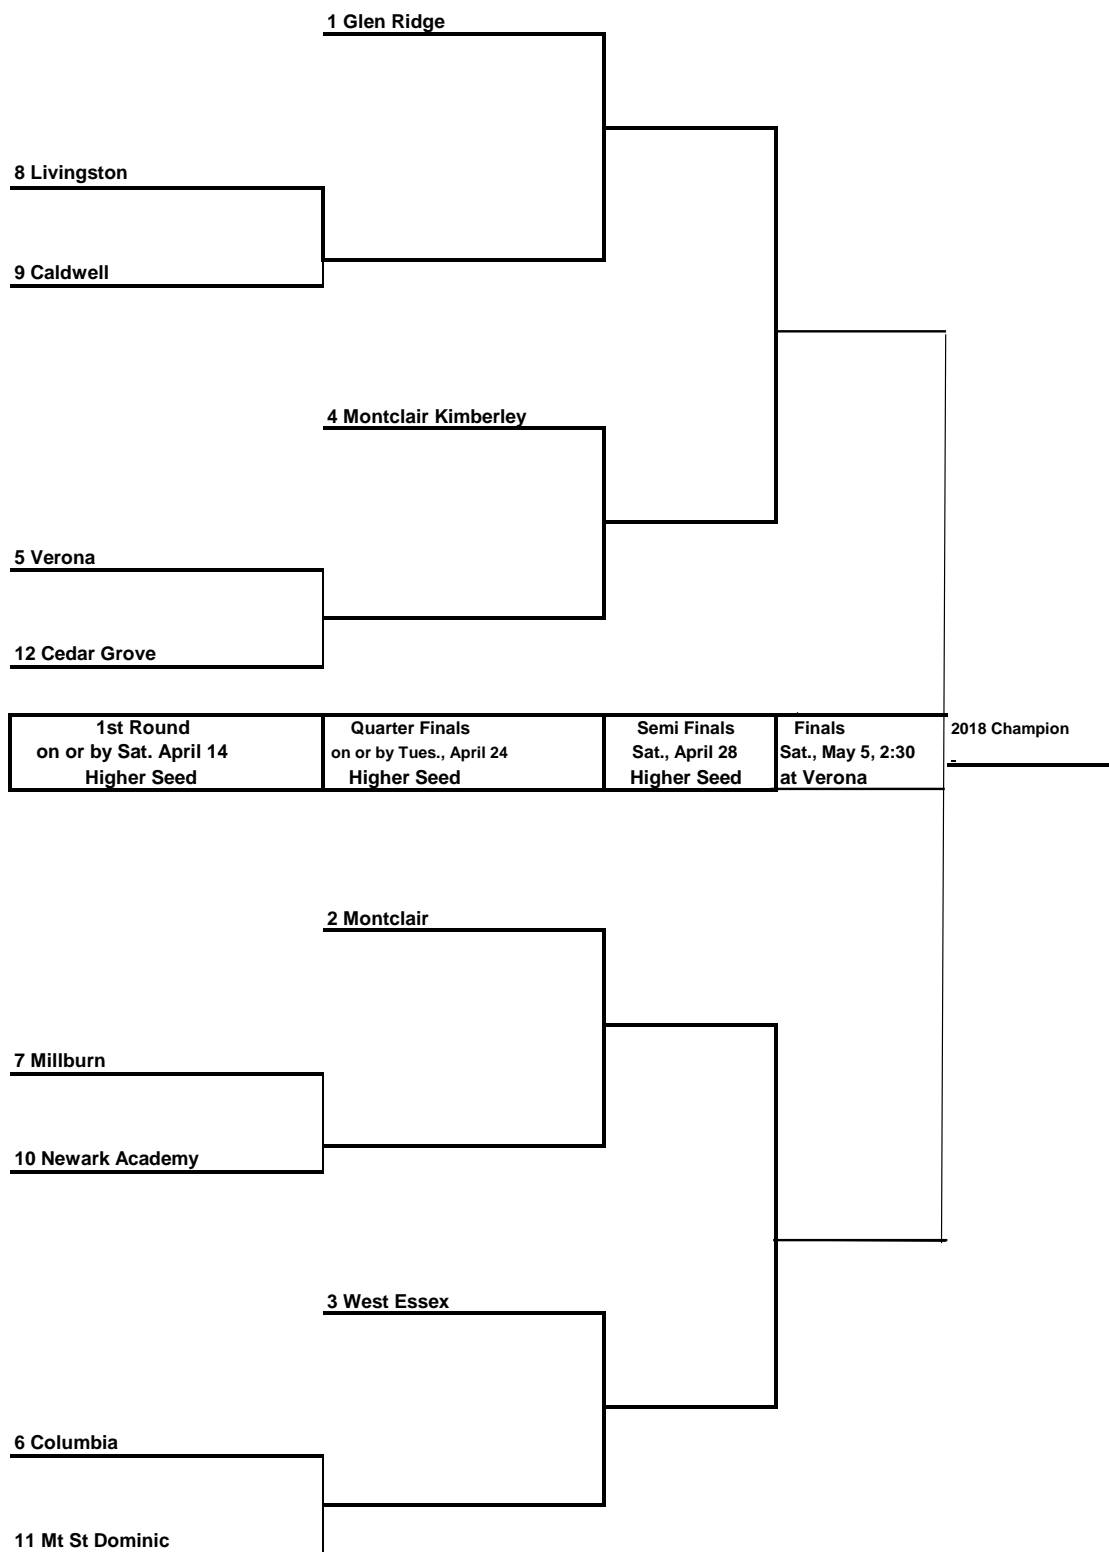 1 Glen Ridge
8 Livingston
9 Caldwell
4 Montclair Kimberley
5 Verona
12 Cedar Grove
1st Round
on or by Sat. April 14
Higher Seed
Quarter Finals
on or by Tues., April 24
Higher Seed
Semi Finals
Sat., April 28
Higher Seed
Finals
Sat., May 5, 2:30
at Verona
2018 Champion
-
2 Montclair
7 Millburn
10 Newark Academy
3 West Essex
6 Columbia
11 Mt St Dominic